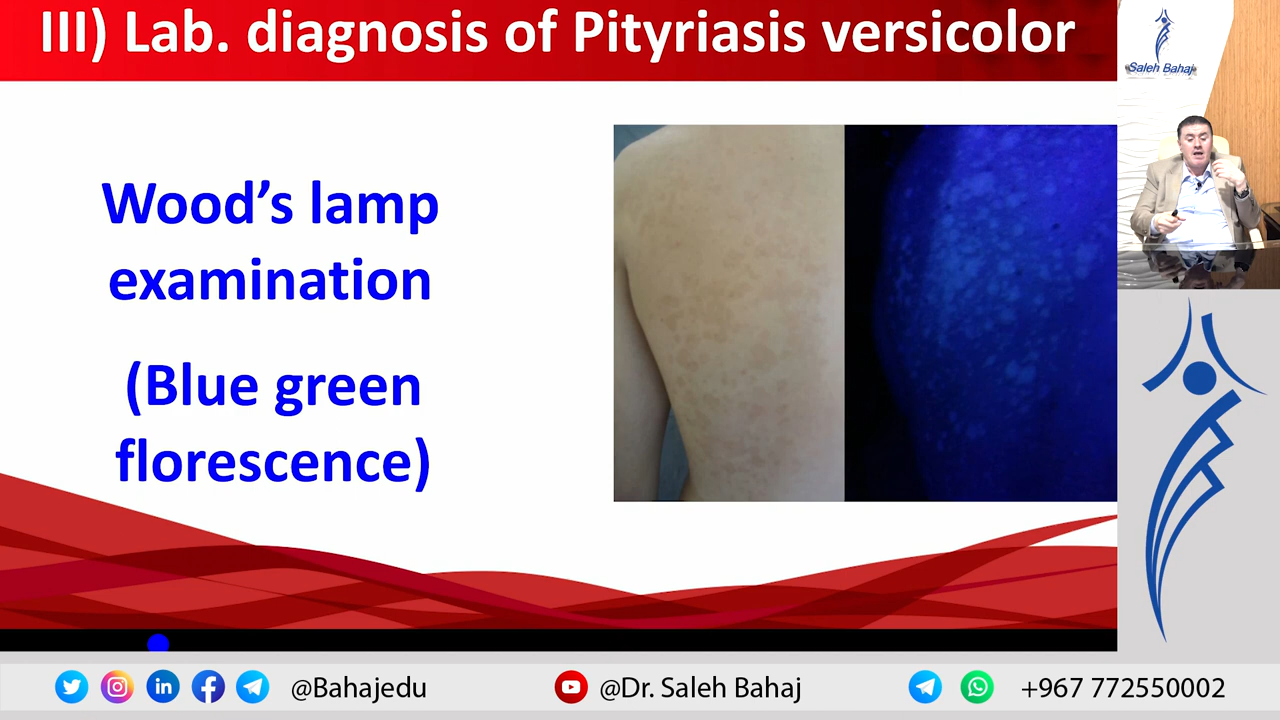 III) Lab. diagnosis of Pityriasis versicolor
Wood’s lamp
examination
(Blue green
florescence)
Saleh Bahaj
@Bahajedu
@Dr. Saleh Bahaj
+967 772550002